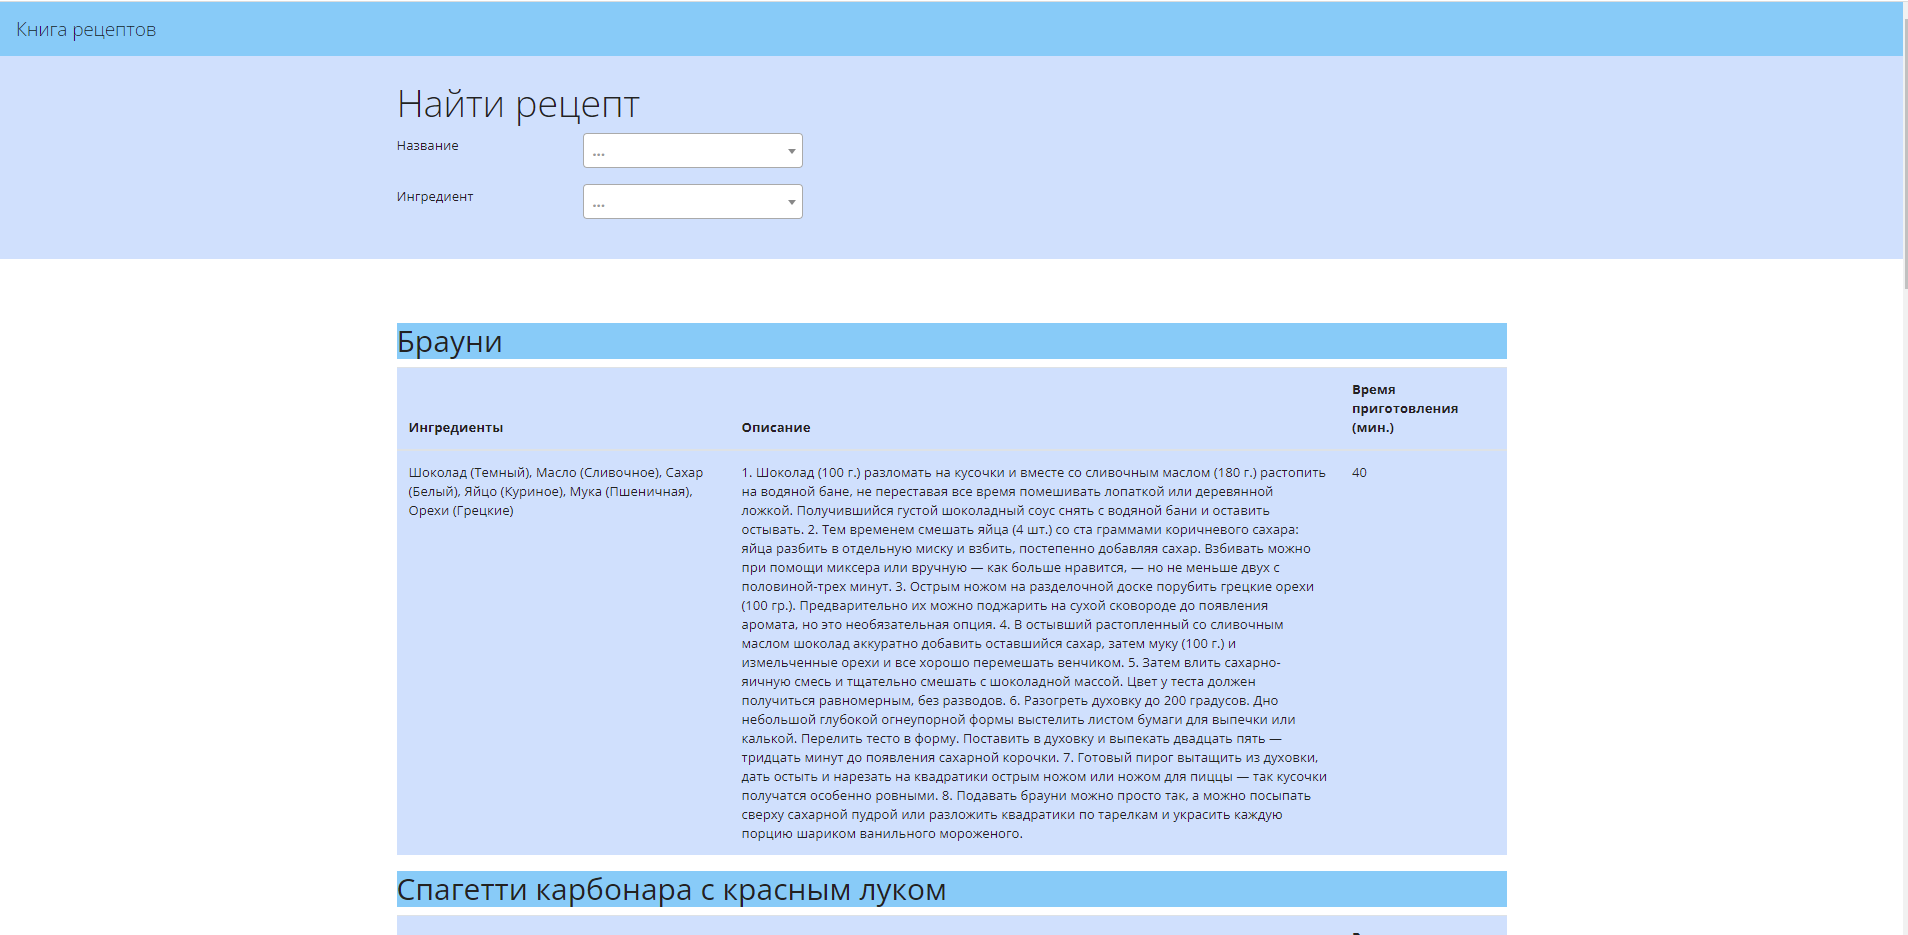 Книга рецептов
Найти рецепт
Название
...
Ингредиент
...
Брауни
Ингредиенты
Описание
Время
приготовления
(мин.)
Шоколад (Темный), Масло (Сливочное), Сахар
(Белый), Яйцо (Куриное), Мука (Пшеничная),
Орехи (Грецкие)
1. Шоколад (100 г.) разломать на кусочки и вместе со сливочным маслом (180 г.) растопить
на водяной бане, не переставая все время помешивать лопаткой или деревянной
ложкой. Получившийся густой шоколадный соус снять с водяной бани и оставить
остывать. 2. Тем временем смешать яйца (4 шт.) со ста граммами коричневого сахара:
яйца разбить в отдельную миску и взбить, постепенно добавляя сахар. Взбивать можно
при помощи миксера или вручную — как больше нравится, — но не меньше двух с
половиной-трех минут. 3. Острым ножом на разделочной доске порубить грецкие орехи
(100 гр.). Предварительно их можно поджарить на сухой сковороде до появления
аромата, но это необязательная опция. 4. В остывший растопленный со сливочным
маслом шоколад аккуратно добавить оставшийся сахар, затем муку (100 г.) и
измельченные орехи и все хорошо перемешать венчиком. 5. Затем влить сахарно-
яичную смесь и тщательно смешать с шоколадной массой. Цвет у теста должен
получиться равномерным, без разводов. 6. Разогреть духовку до 200 градусов. Дно
небольшой глубокой огнеупорной формы выстелить листом бумаги для выпечки или
калькой. Перелить тесто в форму. Поставить в духовку и выпекать двадцать пять —
тридцать минут до появления сахарной корочки. 7. Готовый пирог вытащить из духовки,
дать остыть и нарезать на квадратики острым ножом или ножом для пиццы — так кусочки
получатся особенно ровными. 8. Подавать брауни можно просто так, а можно посыпать
сверху сахарной пудрой или разложить квадратики по тарелкам и украсить каждую
порцию шариком ванильного мороженого.
40
Спагетти карбонара с красным луком